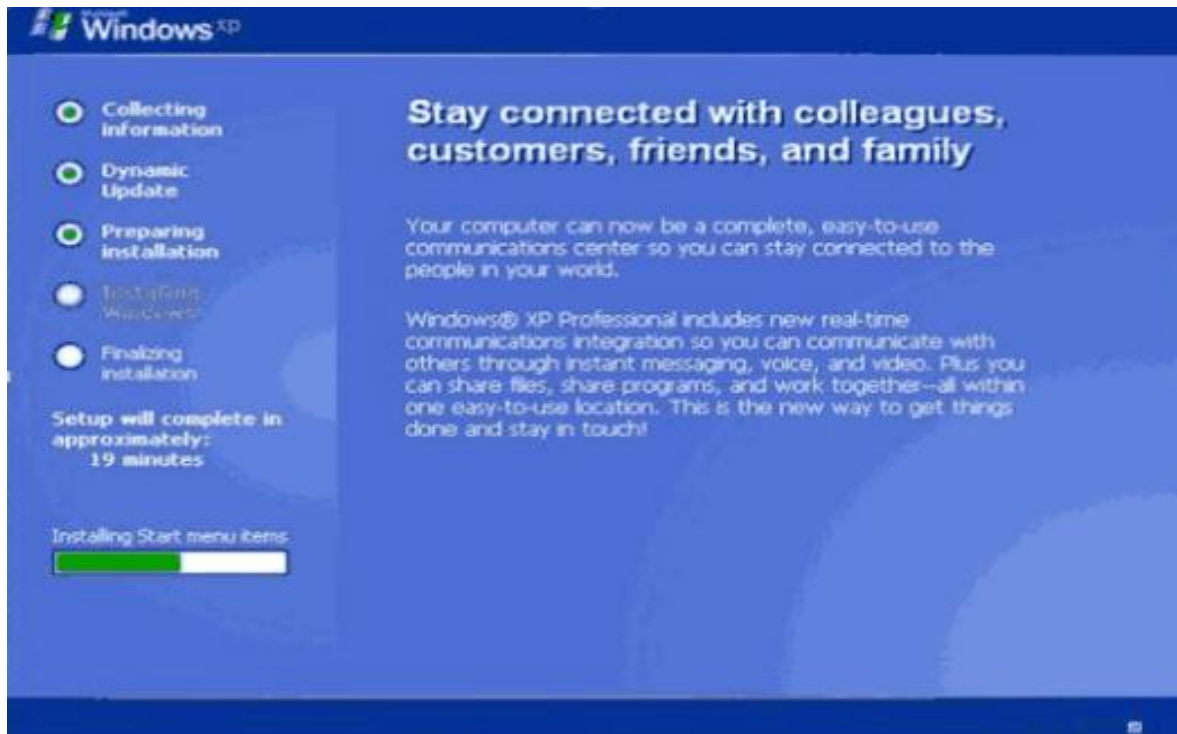 Windows xp
Collecting
information
Dynamic
Update
Preparing
installation
Installing
Windows
Finalizing
installation
Setup will complete in
approximately:
19 minutes
Installing Start menu items
Stay connected with colleagues,
customers, friends, and family
Your computer can now be a complete, easy-to-use
communications center so you can stay connected to the
people in your world.
Windows® XP Professional includes new real-time
communications integration so you can communicate with
others through instant messaging, voice, and video. Plus you
can share files, share programs, and work together--all within
one easy-to-use location. This is the new way to get things
done and stay in touch!